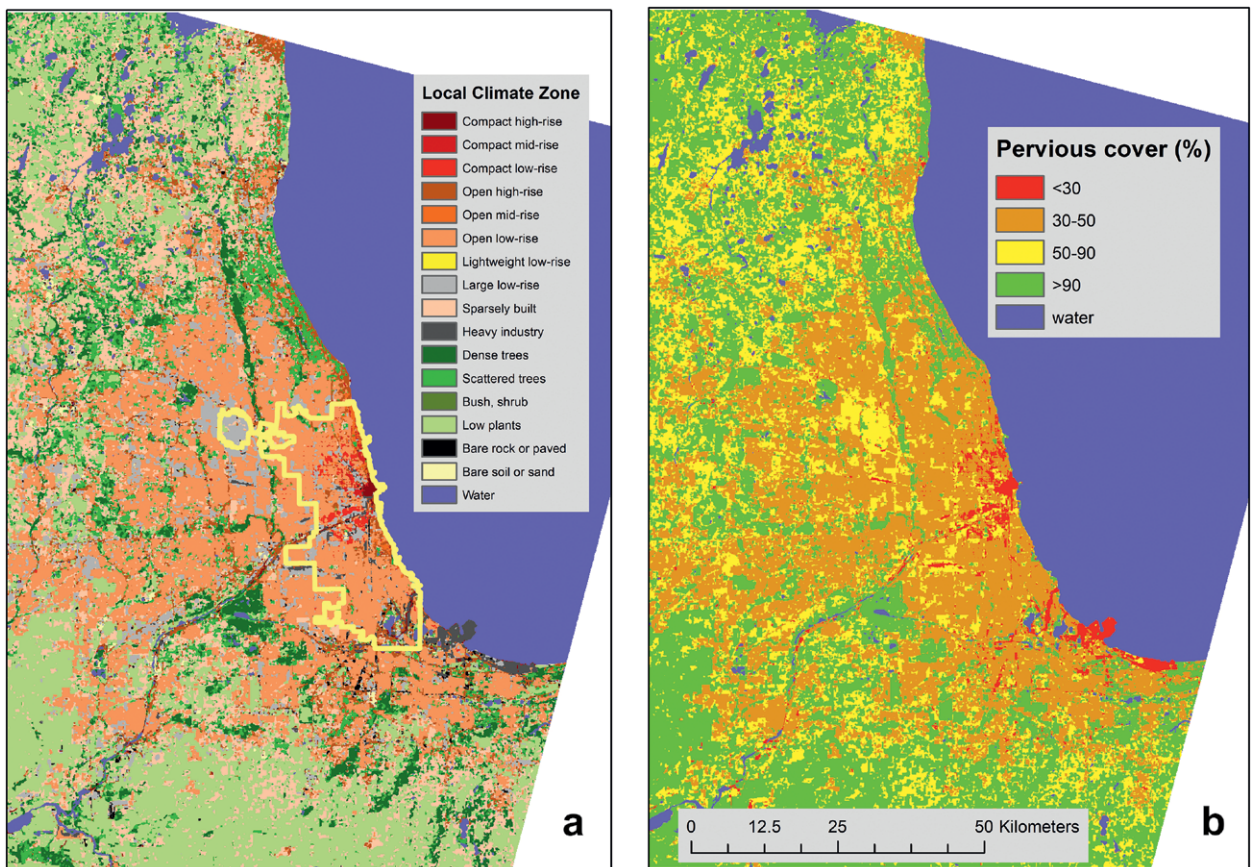 Local Climate Zone
Compact high-rise
Compact mid-rise
Compact low-rise
Open high-rise
Open mid-rise
Open low-rise
Lightweight low-rise
Large low-rise
Sparsely built
Heavy industry
Dense trees
Scattered trees
Bush, shrub
Low plants
Bare rock or paved
Bare soil or sand
Water
a
Pervious cover (%)
<30
30-50
50-90
>90
water
0 12.5 25 50 Kilometers
b